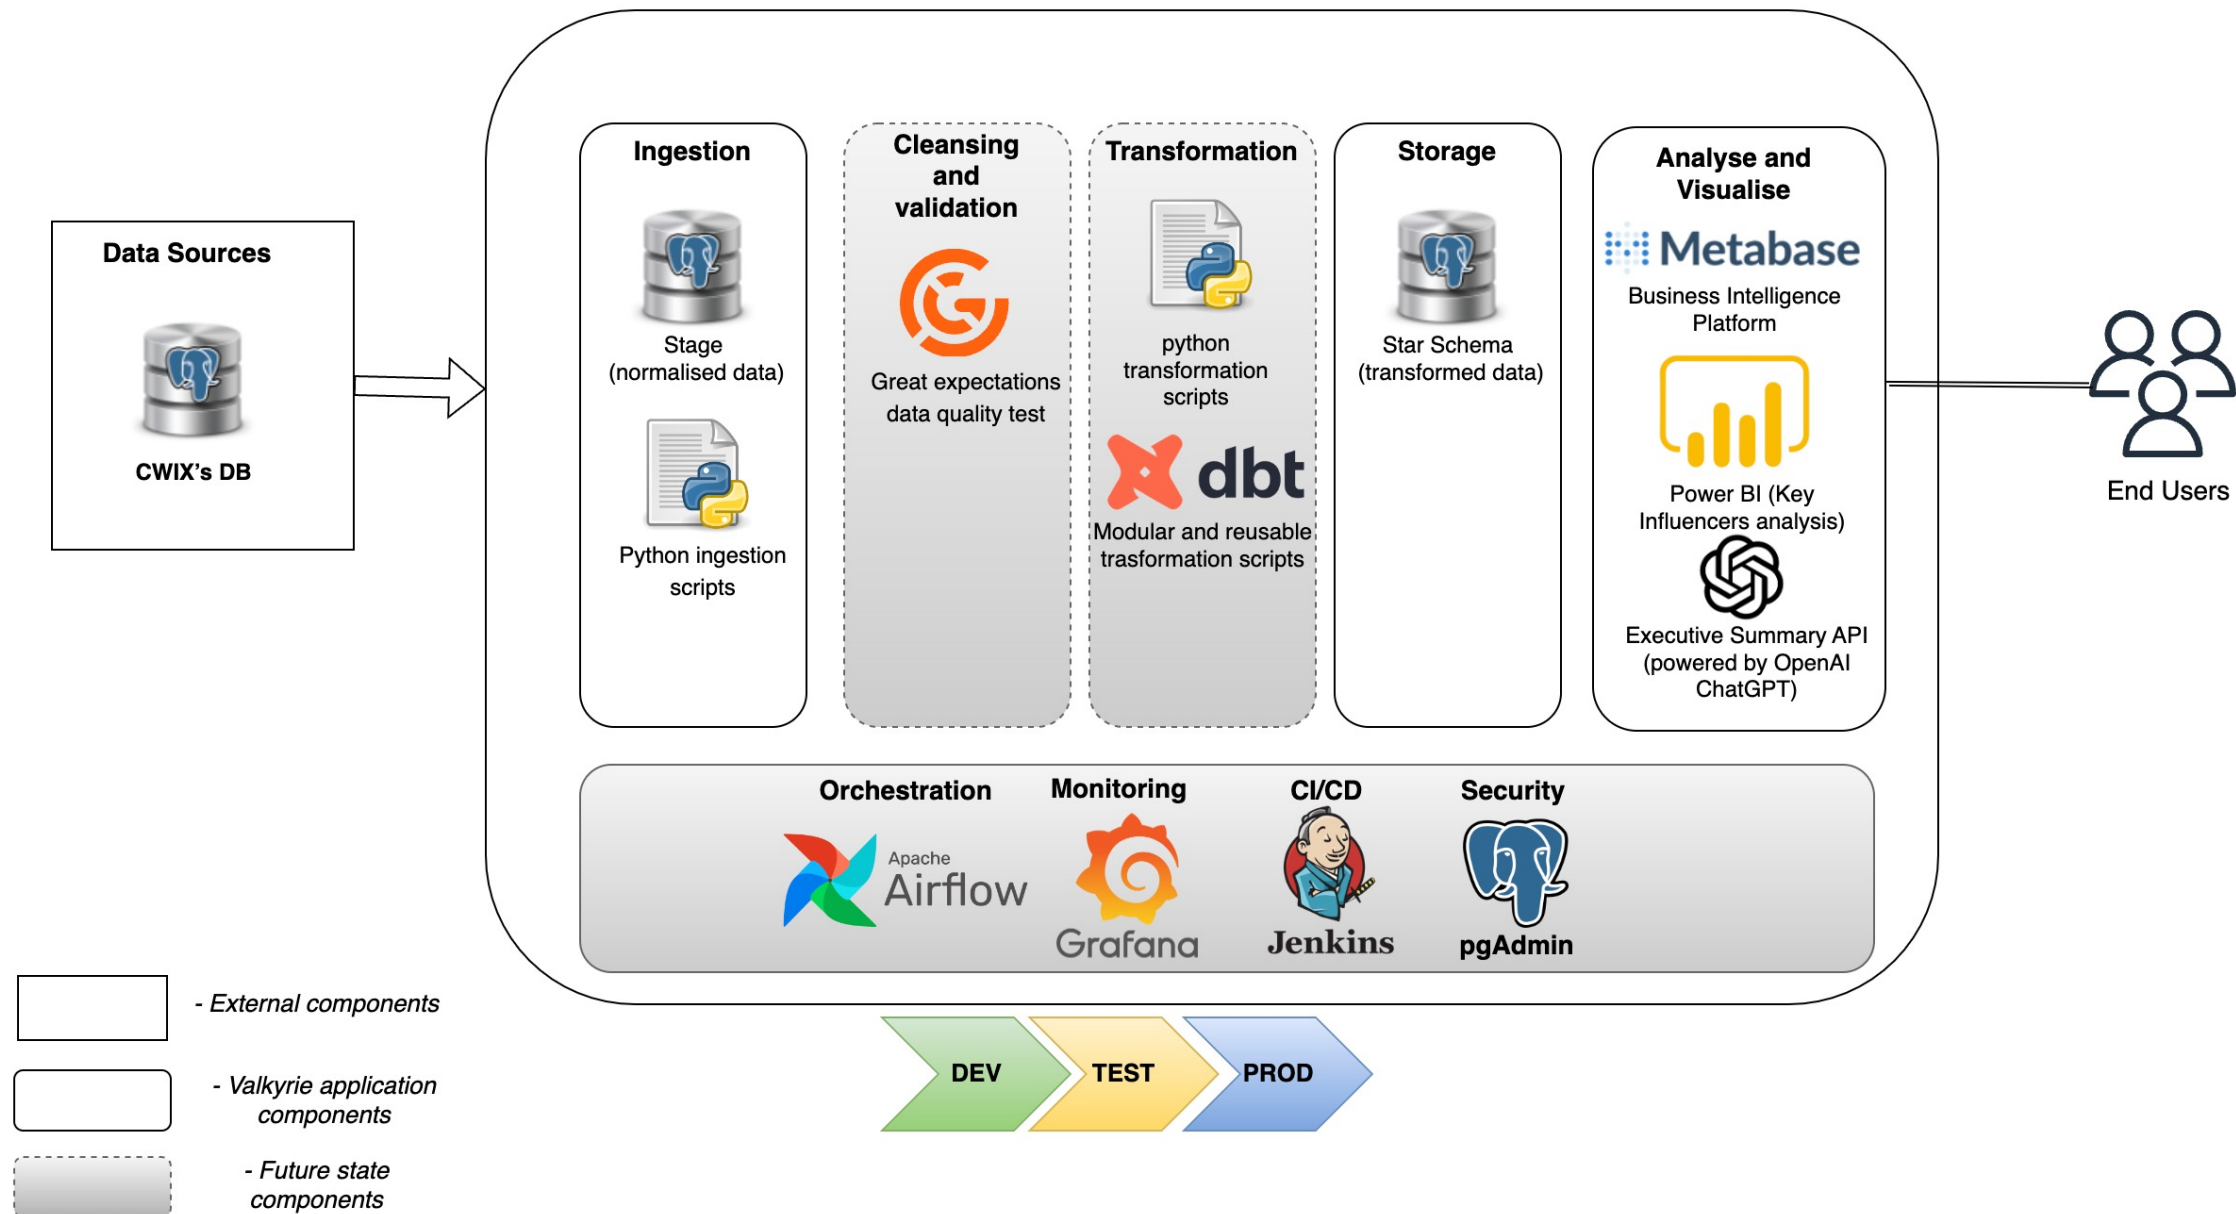 Data Sources
CWIX's DB
Ingestion
Stage
(normalised data)
Python ingestion
scripts
Cleansing
and
validation
Great expectations
data quality test
Transformation
python
transformation
scripts
dbt
Modular and reusable
trasformation scripts
Storage
Star Schema
(transformed data)
Analyse and
Visualise
Metabase
Business Intelligence
Platform
Power BI (Key
Influencers analysis)
Executive Summary API
(powered by OpenAI
ChatGPT)
End Users
Orchestration
Apache
Airflow
Monitoring
Grafana
CI/CD
Jenkins
Security
pgAdmin
DEV
TEST
PROD
- External components
- Valkyrie application
components
- Future state
components